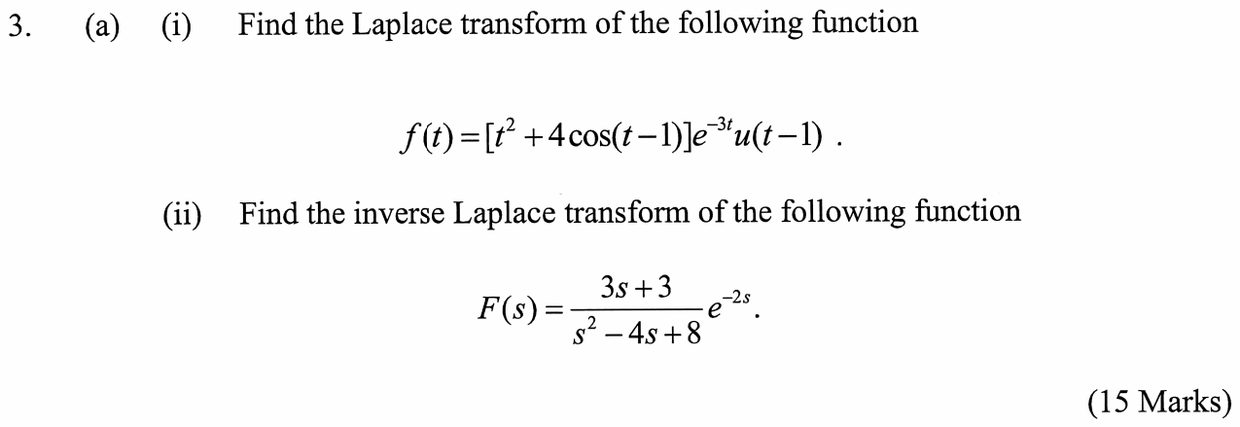 3. (a) (i) Find the Laplace transform of the following function
f(t)=[t² +4cos(t−1)]e⁻³ᵗu(t−1) .
(ii) Find the inverse Laplace transform of the following function
F(s)= (3s+3)/(s² −4s+8) e⁻²ˢ.
(15 Marks)